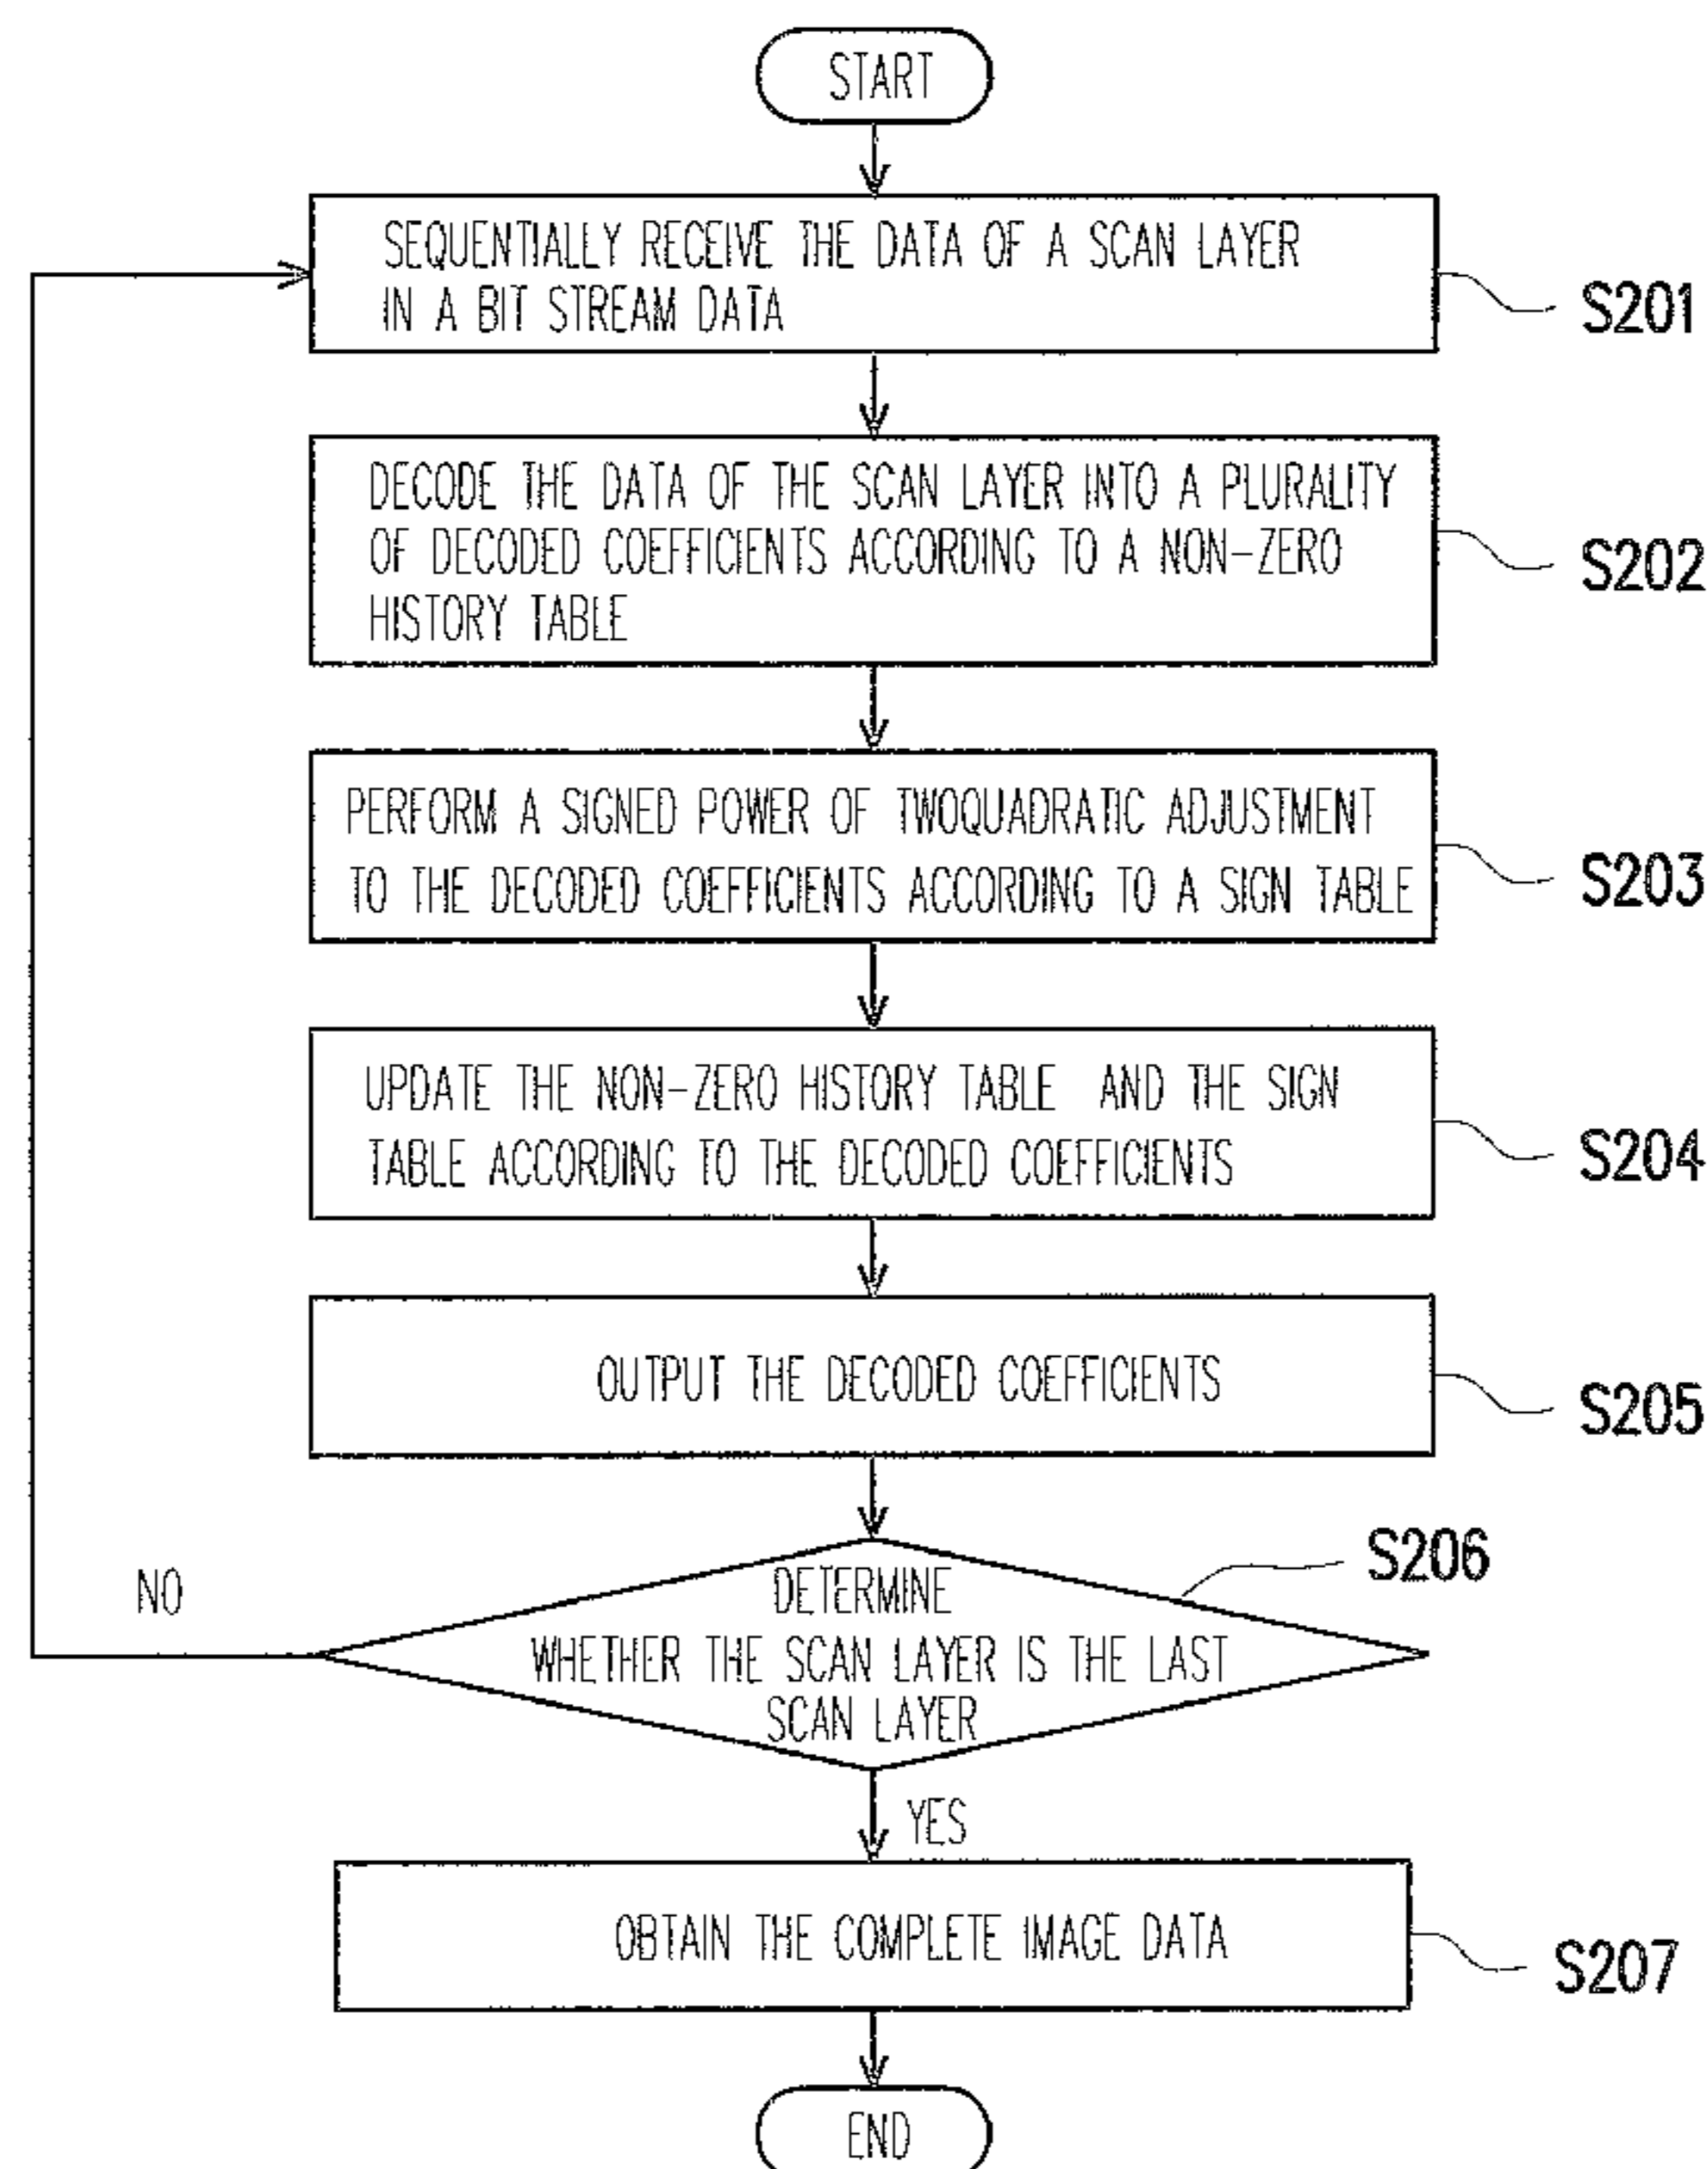 START
SEQUENTIALLY RECEIVE THE DATA OF A SCAN LAYER
IN A BIT STREAM DATA
S201
DECODE THE DATA OF THE SCAN LAYER INTO A PLURALITY
OF DECODED COEFFICIENTS ACCORDING TO A NON-ZERO
HISTORY TABLE
S202
PERFORM A SIGNED POWER OF TWOQUADRATIC ADJUSTMENT
TO THE DECODED COEFFICIENTS ACCORDING TO A SIGN TABLE
S203
UPDATE THE NON-ZERO HISTORY TABLE AND THE SIGN
TABLE ACCORDING TO THE DECODED COEFFICIENTS
S204
OUTPUT THE DECODED COEFFICIENTS
S205
DETERMINE
WHETHER THE SCAN LAYER IS THE LAST
SCAN LAYER
S206
NO
YES
OBTAIN THE COMPLETE IMAGE DATA
S207
END